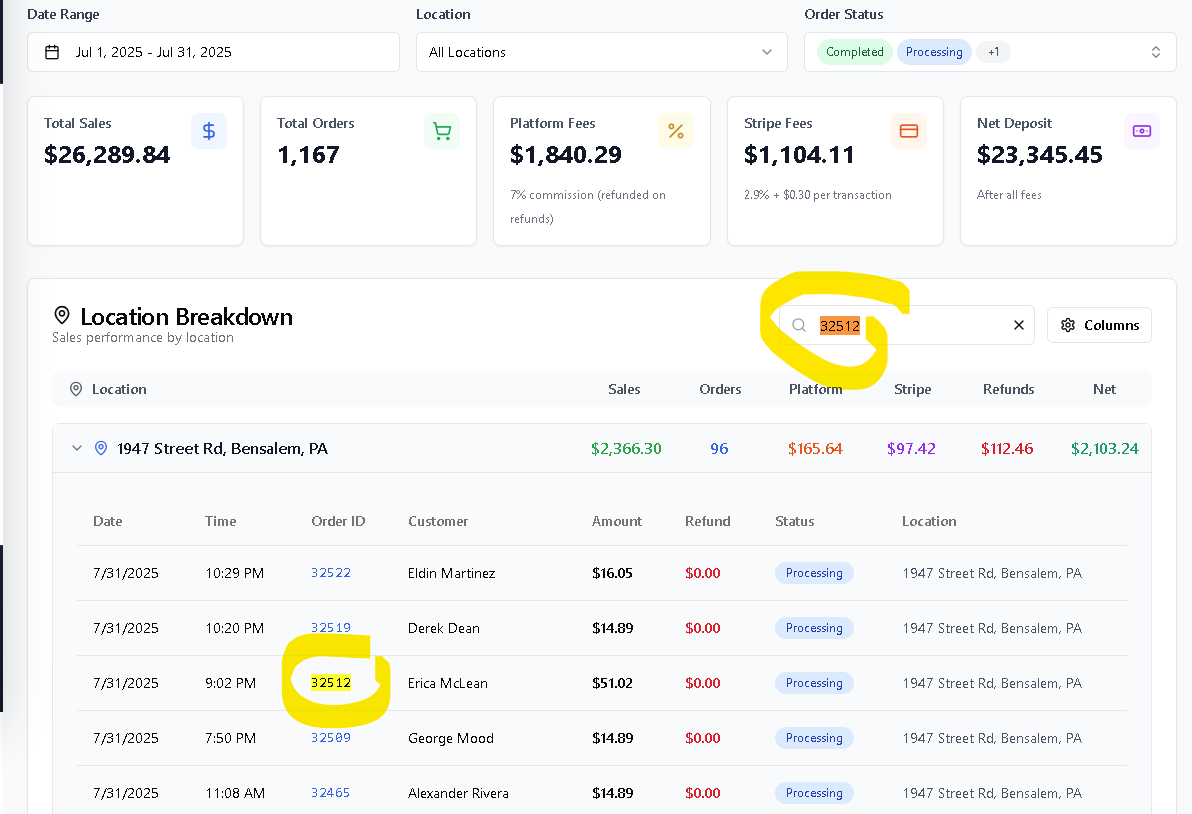 Date Range Location Order Status
Jul 1, 2025 - Jul 31, 2025 All Locations Completed Processing +1
Total Sales Total Orders Platform Fees Stripe Fees Net Deposit
$26,289.84 1,167 $1,840.29 $1,104.11 $23,345.45
7% commission (refunded on 2.9% + $0.30 per transaction After all fees
refunds)
Location Breakdown 32512 Columns
Sales performance by location
Location Sales Orders Platform Stripe Refunds Net
1947 Street Rd, Bensalem, PA $2,366.30 96 $165.64 $97.42 $112.46 $2,103.24
Date Time Order ID Customer Amount Refund Status Location
7/31/2025 10:29 PM 32522 Eldin Martinez $16.05 $0.00 Processing 1947 Street Rd, Bensalem, PA
7/31/2025 10:20 PM 32519 Derek Dean $14.89 $0.00 Processing 1947 Street Rd, Bensalem, PA
7/31/2025 9:02 PM 32512 Erica McLean $51.02 $0.00 Processing 1947 Street Rd, Bensalem, PA
7/31/2025 7:50 PM 32509 George Mood $14.89 $0.00 Processing 1947 Street Rd, Bensalem, PA
7/31/2025 11:08 AM 32465 Alexander Rivera $14.89 $0.00 Processing 1947 Street Rd, Bensalem, PA